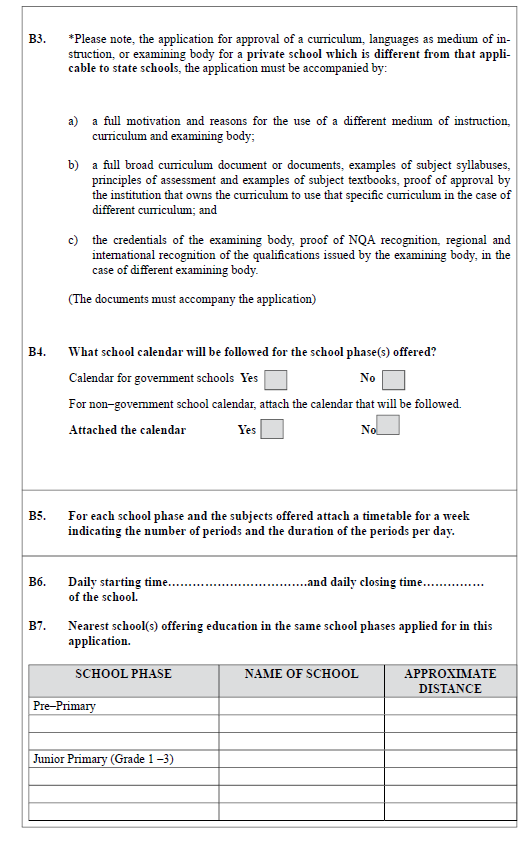 B3. *Please note, the application for approval of a curriculum, languages as medium of in-
struction, or examining body for a private school which is different from that appli-
cable to state schools, the application must be accompanied by:
a) a full motivation and reasons for the use of a different medium of instruction,
curriculum and examining body;
b) a full broad curriculum document or documents, examples of subject syllabuses,
principles of assessment and examples of subject textbooks, proof of approval by
the institution that owns the curriculum to use that specific curriculum in the case of
different curriculum; and
c) the credentials of the examining body, proof of NQA recognition, regional and
international recognition of the qualifications issued by the examining body, in the
case of different examining body.
(The documents must accompany the application)
B4. What school calendar will be followed for the school phase(s) offered?
Calendar for government schools Yes No
For non–government school calendar, attach the calendar that will be followed.
Attached the calendar Yes No
B5. For each school phase and the subjects offered attach a timetable for a week
indicating the number of periods and the duration of the periods per day.
B6. Daily starting time..................................and daily closing time...............
of the school.
B7. Nearest school(s) offering education in the same school phases applied for in this
application.
SCHOOL PHASE NAME OF SCHOOL APPROXIMATE
DISTANCE
Pre–Primary
Junior Primary (Grade 1 –3)